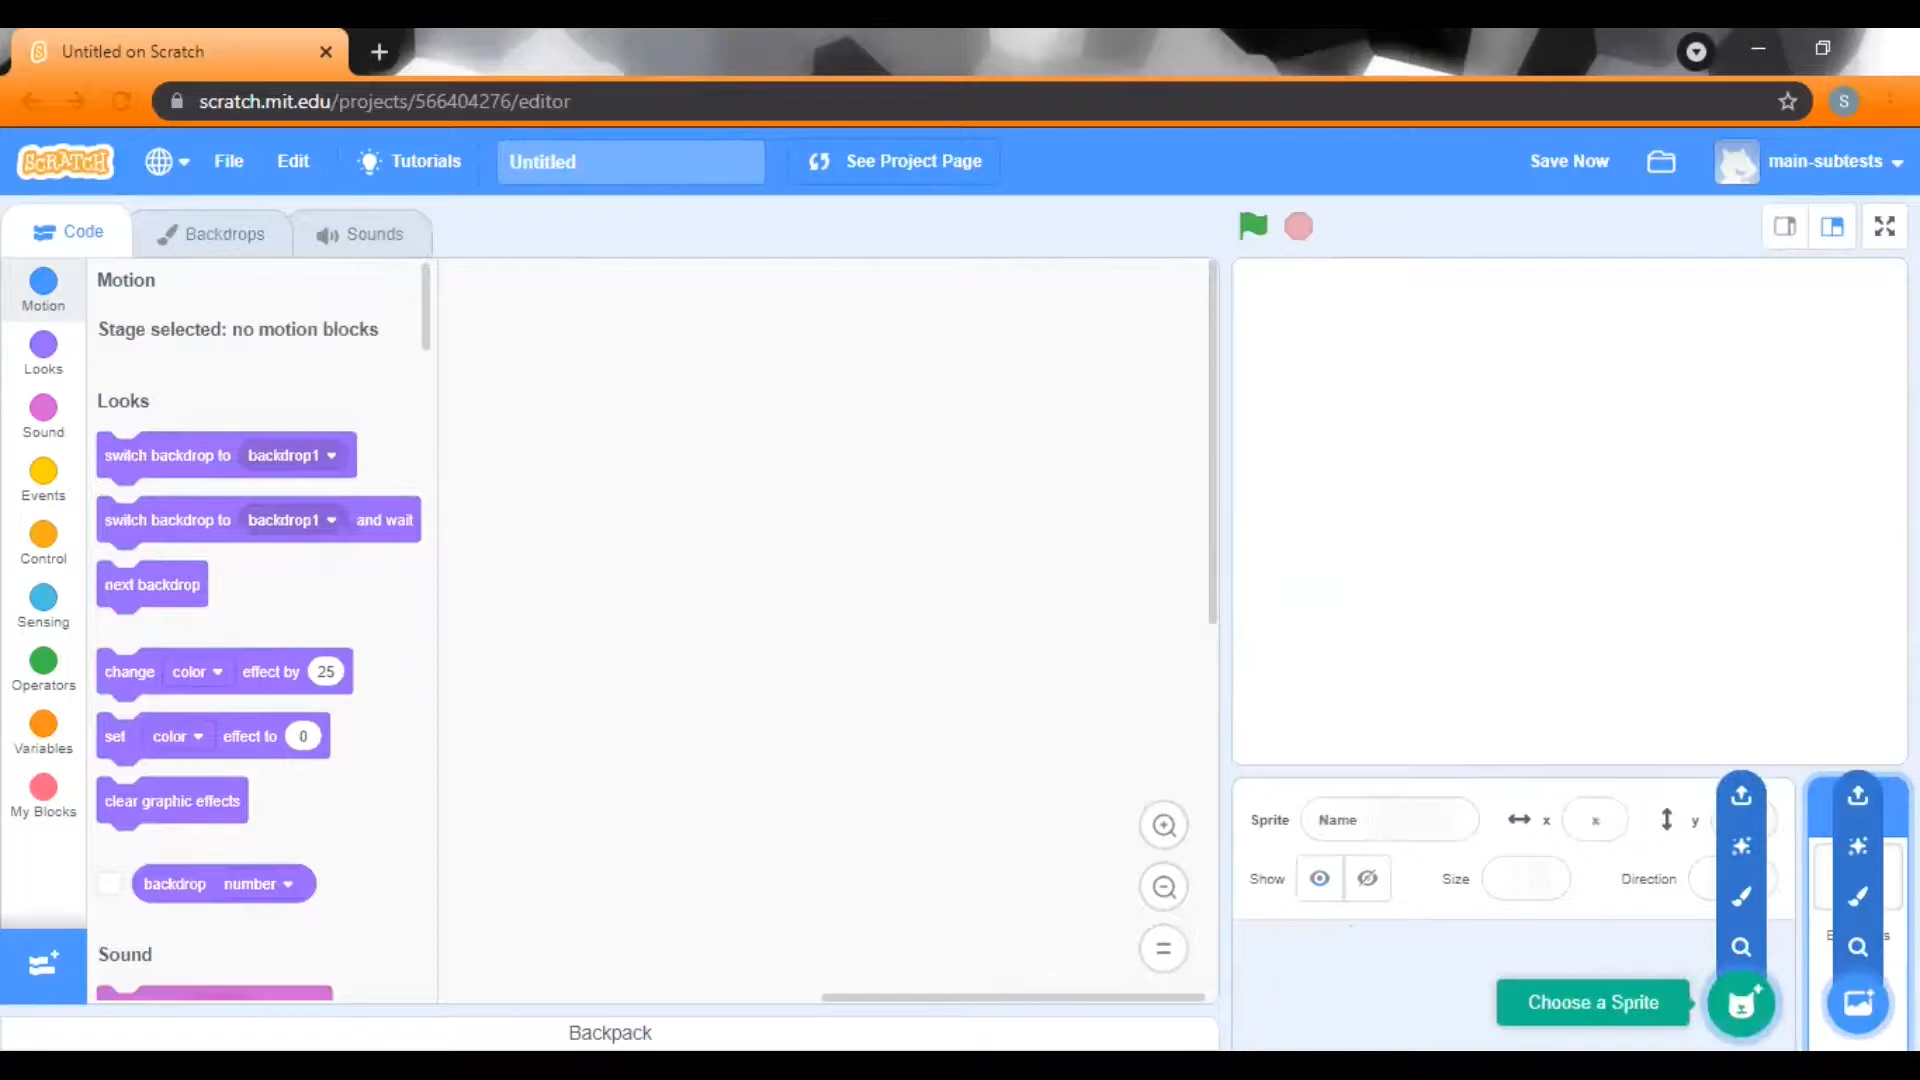 Untitled on Scratch
scratch.mit.edu/projects/566404276/editor
S
SCRATCH
File
Edit
Tutorials
Untitled
See Project Page
Save Now
main-subtests
Code
Backdrops
Sounds
Motion
Looks
Sound
Events
Control
Sensing
Operators
Variables
My Blocks
Motion
Stage selected: no motion blocks
Looks
switch backdrop to backdrop1
switch backdrop to backdrop1 and wait
next backdrop
change color effect by 25
set color effect to 0
clear graphic effects
backdrop number
Sound
Sprite Name x x y
Show Size Direction
Choose a Sprite
Backpack